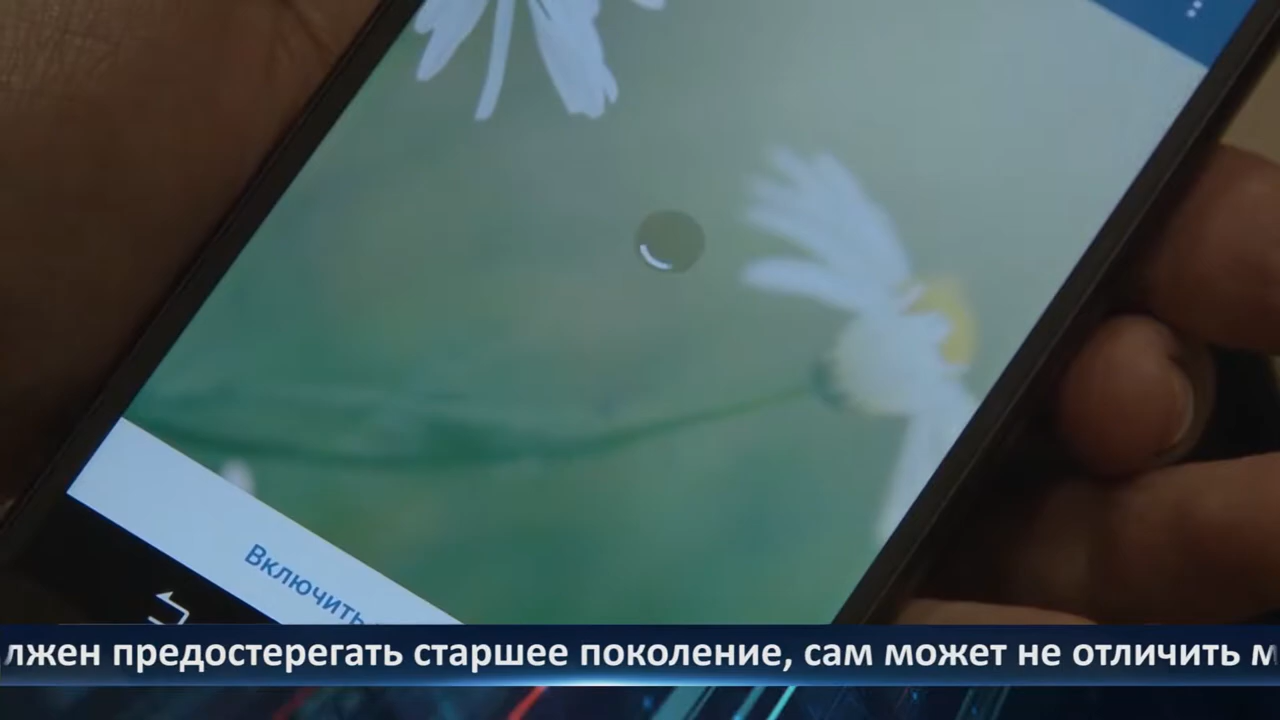 Включить
лжен предостерегать старшее поколение, сам может не отличить м